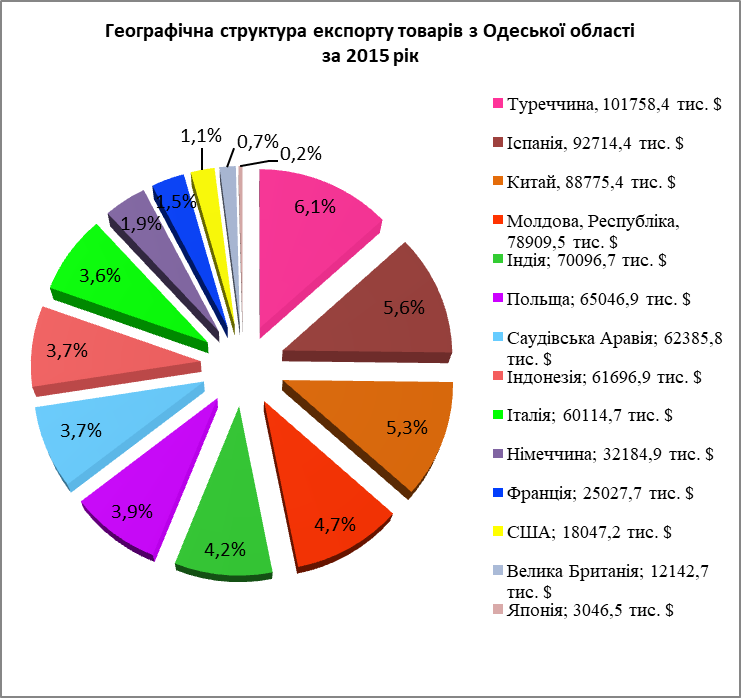 Географічна структура експорту товарів з Одеської області
за 2015 рік
1,1%
0,7%
0,2%
6,1%
5,6%
5,3%
4,7%
4,2%
3,9%
3,7%
3,7%
3,6%
1,9%
1,5%
Туреччина, 101758,4 тис. $
Іспанія, 92714,4 тис. $
Китай, 88775,4 тис. $
Молдова, Республіка,
78909,5 тис. $
Індія; 70096,7 тис. $
Польща; 65046,9 тис. $
Саудівська Аравія; 62385,8
тис. $
Індонезія; 61696,9 тис. $
Італія; 60114,7 тис. $
Німеччина; 32184,9 тис. $
Франція; 25027,7 тис. $
США; 18047,2 тис. $
Велика Британія; 12142,7
тис. $
Японія; 3046,5 тис. $